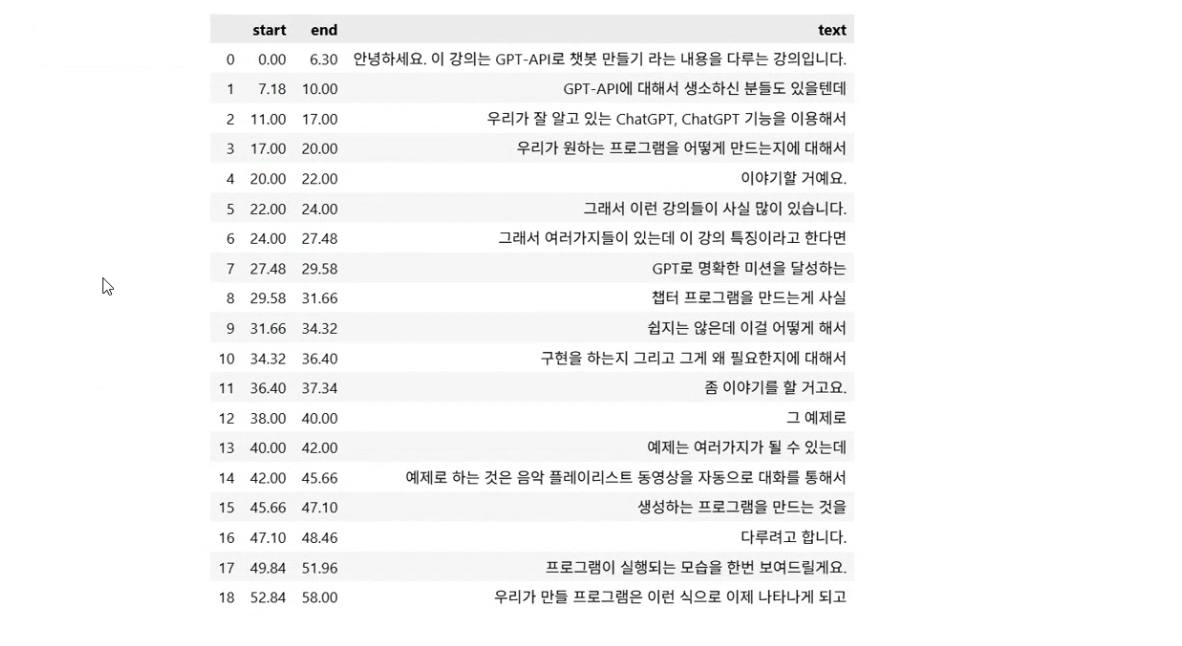 start end text
0 0.00 6.30 안녕하세요. 이 강의는 GPT-API로 챗봇 만들기 라는 내용을 다루는 강의입니다.
1 7.18 10.00 GPT-API에 대해서 생소하신 분들도 있을텐데
2 11.00 17.00 우리가 잘 알고 있는 ChatGPT, ChatGPT 기능을 이용해서
3 17.00 20.00 우리가 원하는 프로그램을 어떻게 만드는지에 대해서
4 20.00 22.00 이야기할 거예요.
5 22.00 24.00 그래서 이런 강의들이 사실 많이 있습니다.
6 24.00 27.48 그래서 여러가지들이 있는데 이 강의 특징이라고 한다면
7 27.48 29.58 GPT로 명확한 미션을 달성하는
8 29.58 31.66 챕터 프로그램을 만드는게 사실
9 31.66 34.32 쉽지는 않은데 이걸 어떻게 해서
10 34.32 36.40 구현을 하는지 그리고 그게 왜 필요한지에 대해서
11 36.40 37.34 좀 이야기를 할 거고요.
12 38.00 40.00 그 예제로
13 40.00 42.00 예제는 여러가지가 될 수 있는데
14 42.00 45.66 예제로 하는 것은 음악 플레이리스트 동영상을 자동으로 대화를 통해서
15 45.66 47.10 생성하는 프로그램을 만드는 것을
16 47.10 48.46 다루려고 합니다.
17 49.84 51.96 프로그램이 실행되는 모습을 한번 보여드릴게요.
18 52.84 58.00 우리가 만들 프로그램은 이런 식으로 이제 나타나게 되고